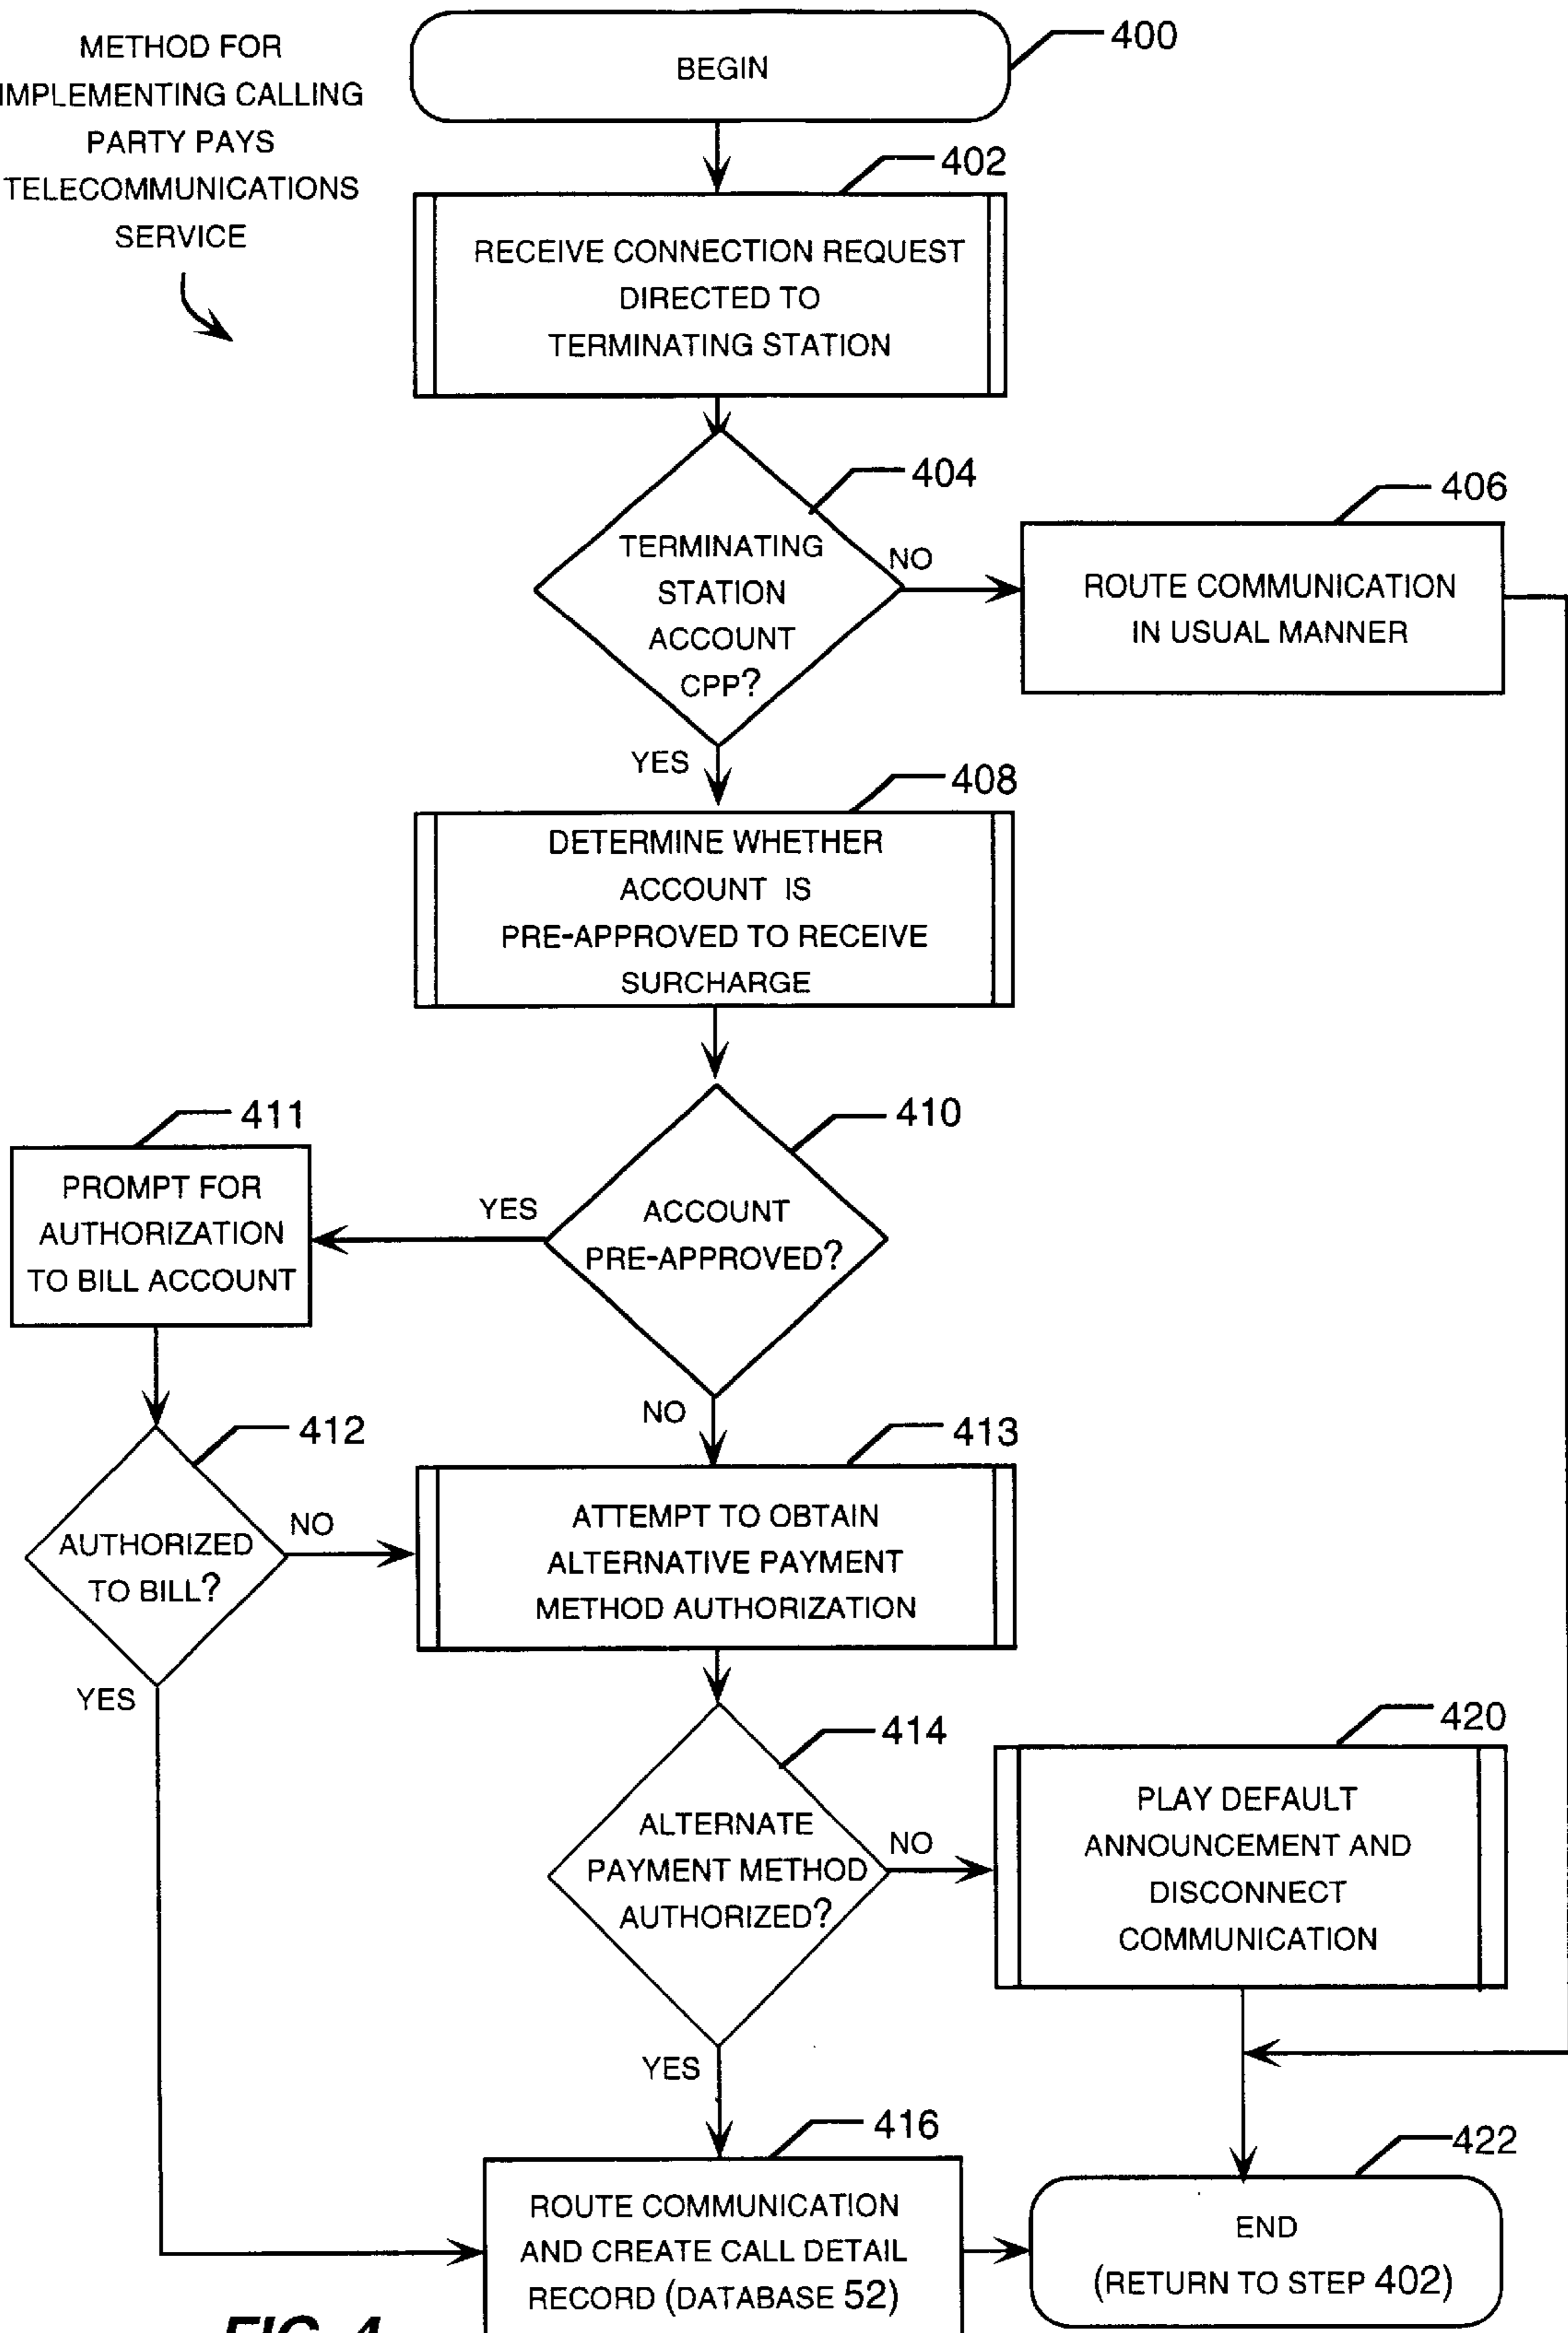 METHOD FOR
IMPLEMENTING CALLING
PARTY PAYS
TELECOMMUNICATIONS
SERVICE
BEGIN
400
402
RECEIVE CONNECTION REQUEST
DIRECTED TO
TERMINATING STATION
404
TERMINATING
STATION
ACCOUNT
CPP?
NO
406
ROUTE COMMUNICATION
IN USUAL MANNER
YES
408
DETERMINE WHETHER
ACCOUNT IS
PRE-APPROVED TO RECEIVE
SURCHARGE
410
ACCOUNT
PRE-APPROVED?
YES
411
PROMPT FOR
AUTHORIZATION
TO BILL ACCOUNT
NO
412
AUTHORIZED
TO BILL?
NO
413
ATTEMPT TO OBTAIN
ALTERNATIVE PAYMENT
METHOD AUTHORIZATION
YES
414
ALTERNATE
PAYMENT METHOD
AUTHORIZED?
NO
420
PLAY DEFAULT
ANNOUNCEMENT AND
DISCONNECT
COMMUNICATION
YES
416
ROUTE COMMUNICATION
AND CREATE CALL DETAIL
RECORD (DATABASE 52)
422
END
(RETURN TO STEP 402)
FIG. 4